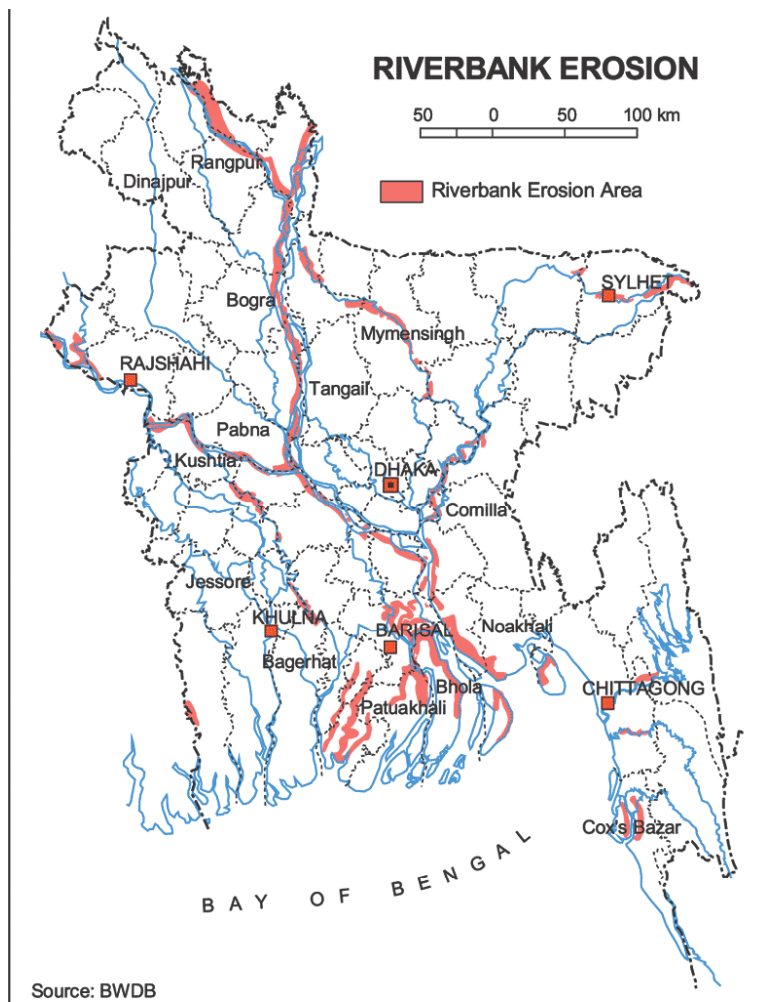 RIVERBANK EROSION
50 0 50 100 km
Riverbank Erosion Area
Rangpur
Dinajpur
SYLHET
Bogra
Mymensingh
RAJSHAHI
Tangail
Pabna
Kushtia
DHAKA
Comilla
Jessore
KHULNA
BARISAL
Noakhali
Bagerhat
Bhola
CHITTAGONG
Patuakhali
Cox's Bazar
BAY OF BENGAL
Source: BWDB